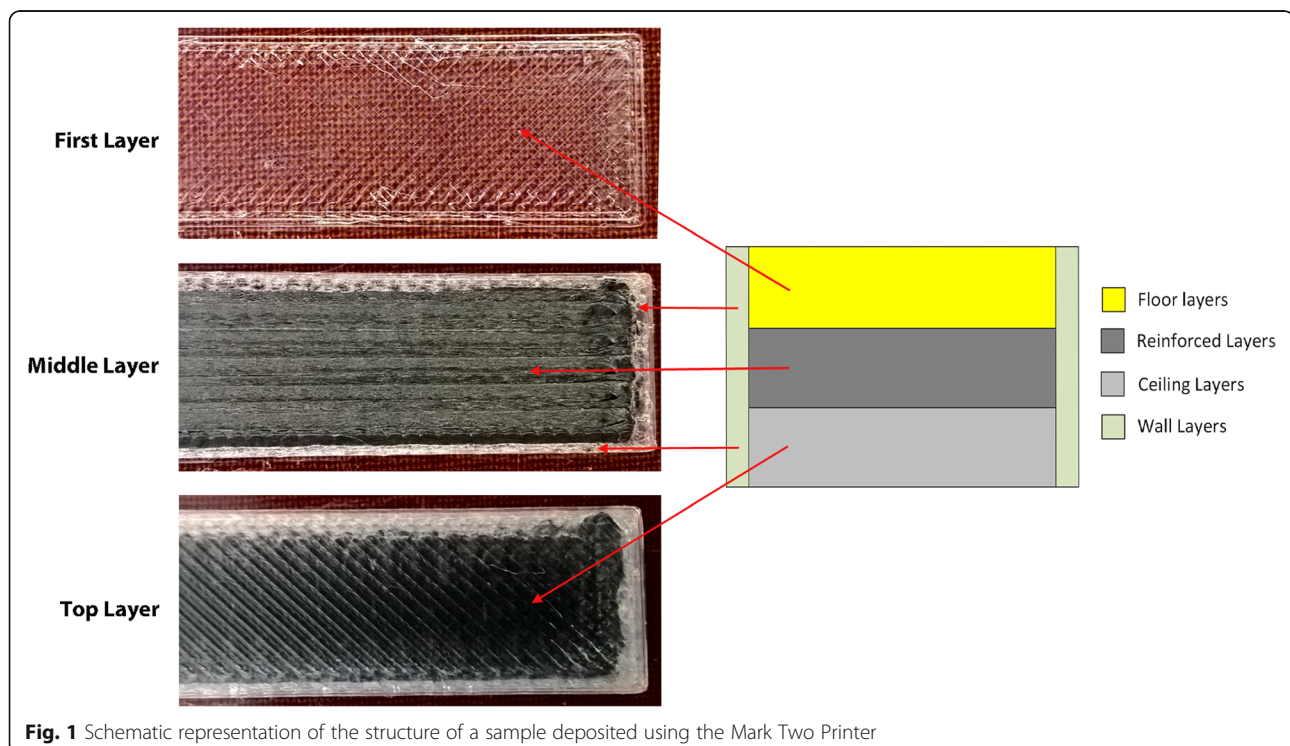 First Layer
Middle Layer
Top Layer
Floor layers
Reinforced Layers
Ceiling Layers
Wall Layers
Fig. 1 Schematic representation of the structure of a sample deposited using the Mark Two Printer